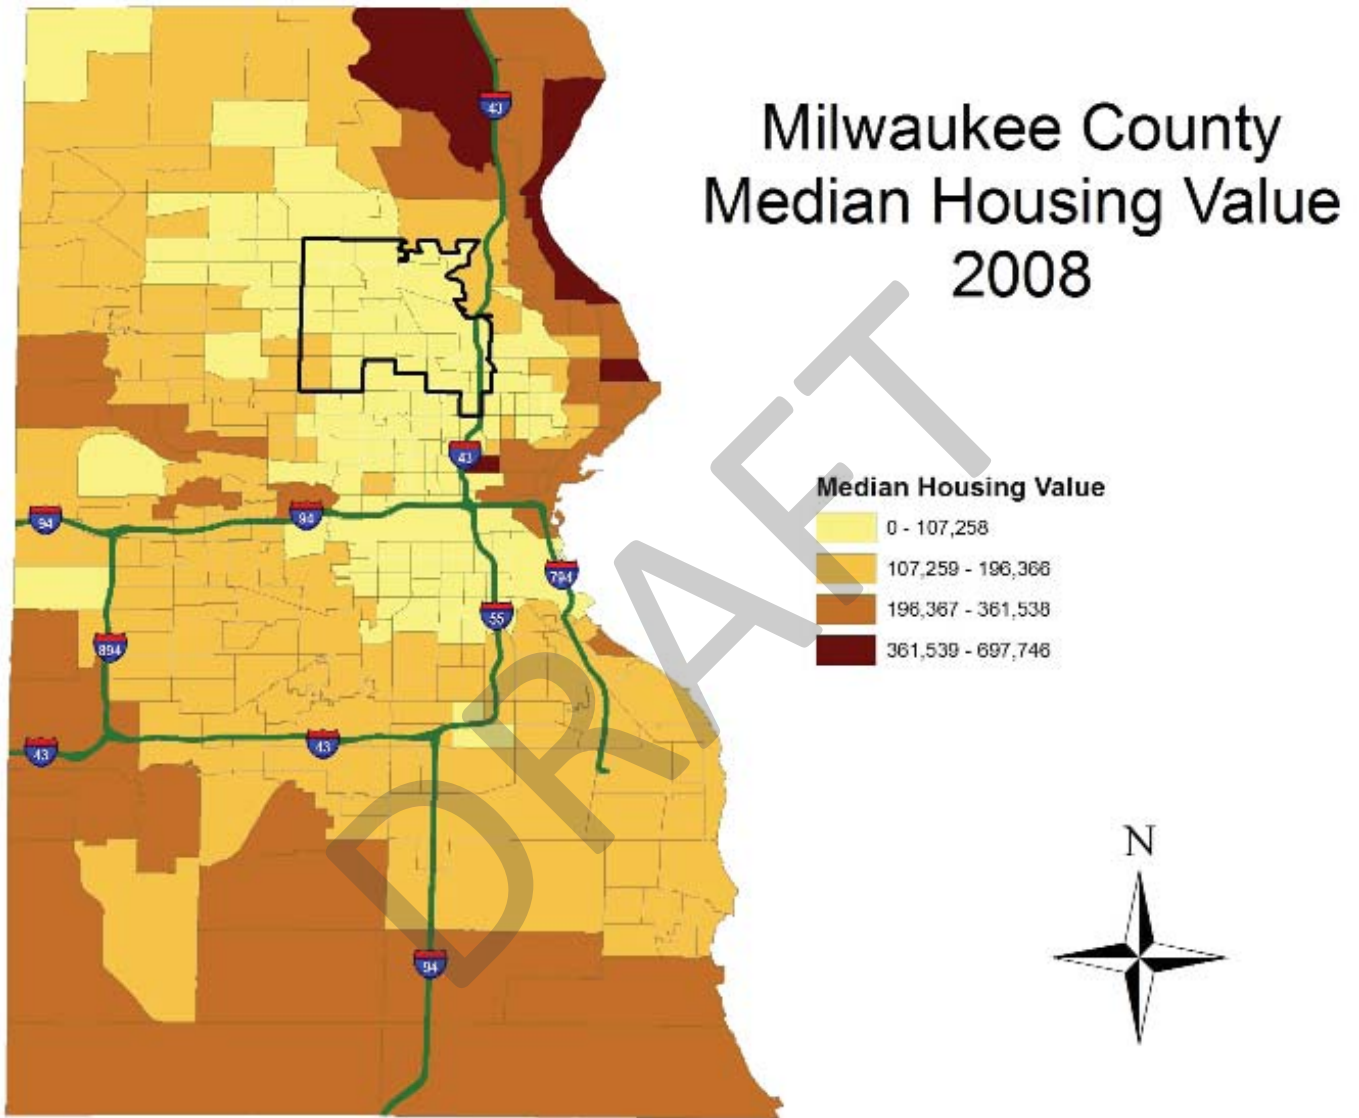 Milwaukee County
Median Housing Value
2008
43
43
94
94
794
55
894
43
43
94
Median Housing Value
0 - 107,258
107,259 - 196,366
196,367 - 361,538
361,539 - 697,746
N
DRAFT